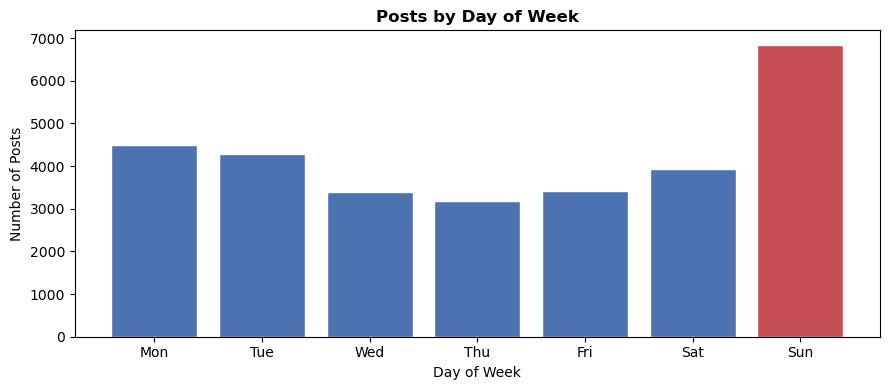 Posts by Day of Week
Number of Posts
7000
6000
5000
4000
3000
2000
1000
0
Mon Tue Wed Thu Fri Sat Sun
Day of Week